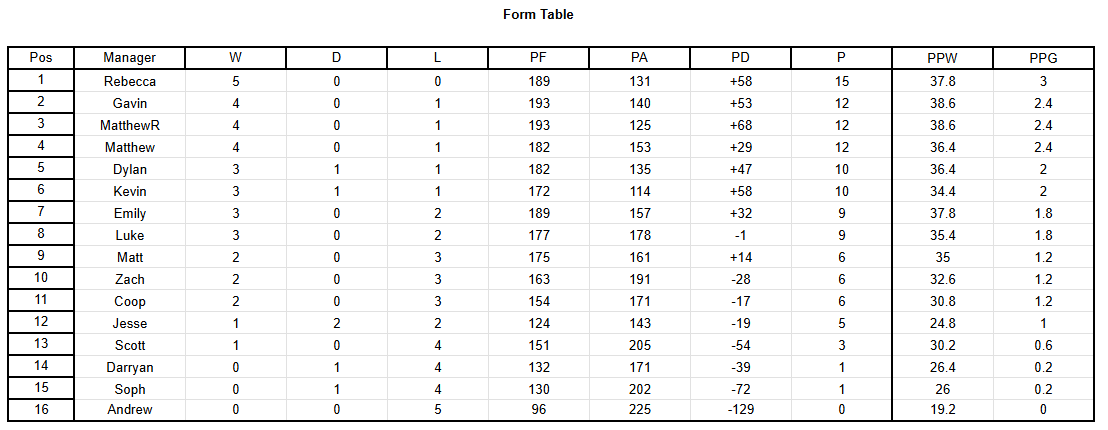 Form Table
Pos Manager W D L PF PA PD P PPW PPG
1 Rebecca 5 0 0 189 131 +58 15 37.8 3
2 Gavin 4 0 1 193 140 +53 12 38.6 2.4
3 MatthewR 4 0 1 193 125 +68 12 38.6 2.4
4 Matthew 4 0 1 182 153 +29 12 36.4 2.4
5 Dylan 3 1 1 182 135 +47 10 36.4 2
6 Kevin 3 1 1 172 114 +58 10 34.4 2
7 Emily 3 0 2 189 157 +32 9 37.8 1.8
8 Luke 3 0 2 177 178 -1 9 35.4 1.8
9 Matt 2 0 3 175 161 +14 6 35 1.2
10 Zach 2 0 3 163 191 -28 6 32.6 1.2
11 Coop 2 0 3 154 171 -17 6 30.8 1.2
12 Jesse 1 2 2 124 143 -19 5 24.8 1
13 Scott 1 0 4 151 205 -54 3 30.2 0.6
14 Darryan 0 1 4 132 171 -39 1 26.4 0.2
15 Soph 0 1 4 130 202 -72 1 26 0.2
16 Andrew 0 0 5 96 225 -129 0 19.2 0